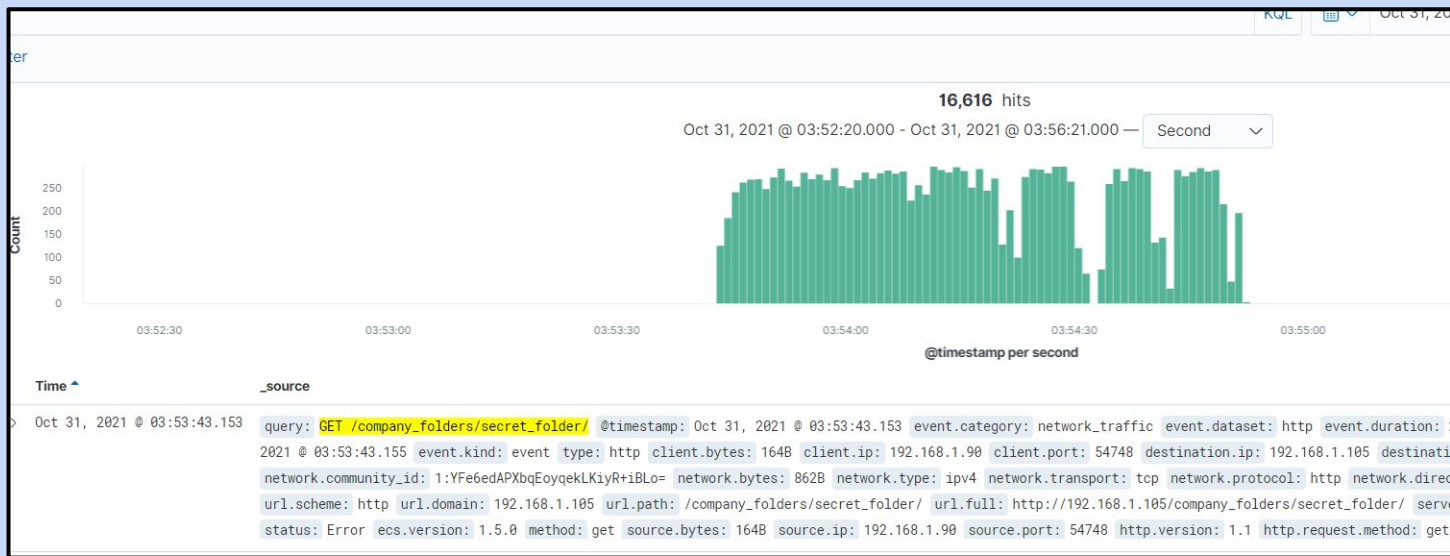 KQL Oct 31, 20
ter
16,616 hits
Oct 31, 2021 @ 03:52:20.000 - Oct 31, 2021 @ 03:56:21.000 — Second
250
200
150
100
50
0
Count
03:52:30 03:53:00 03:53:30 03:54:00 03:54:30 03:55:00
@timestamp per second
Time _source
Oct 31, 2021 @ 03:53:43.153 query: GET /company_folders/secret_folder/ @timestamp: Oct 31, 2021 @ 03:53:43.153 event.category: network_traffic event.dataset: http event.duration:
2021 @ 03:53:43.155 event.kind: event type: http client.bytes: 164B client.ip: 192.168.1.90 client.port: 54748 destination.ip: 192.168.1.105 destinati
network.community_id: 1:YFe6edAPXbqEoyqekLKiyR+iBLo= network.bytes: 862B network.type: ipv4 network.transport: tcp network.protocol: http network.direc
url.scheme: http url.domain: 192.168.1.105 url.path: /company_folders/secret_folder/ url.full: http://192.168.1.105/company_folders/secret_folder/ serve
status: Error ecs.version: 1.5.0 method: get source.bytes: 164B source.ip: 192.168.1.90 source.port: 54748 http.version: 1.1 http.request.method: get